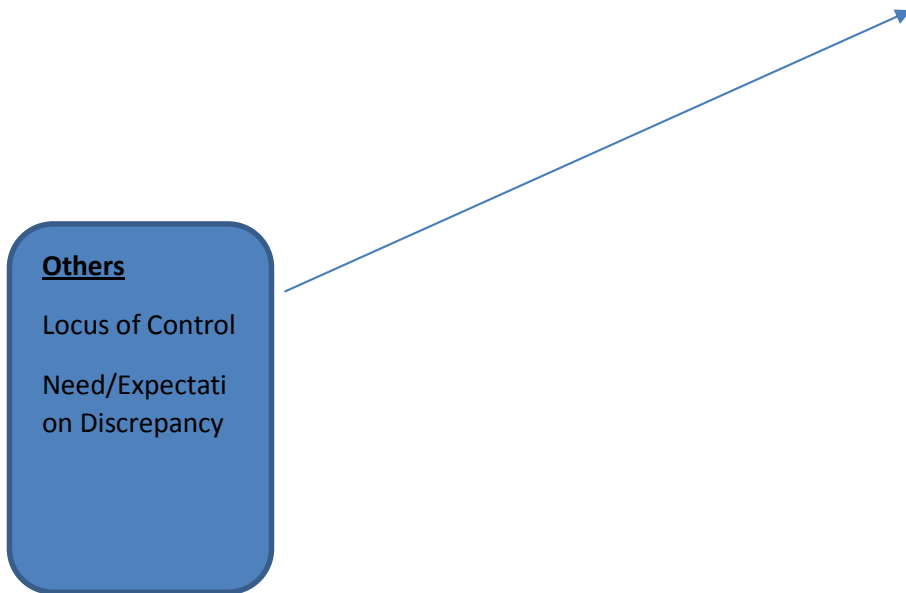 Others
Locus of Control
Need/Expectati
on Discrepancy